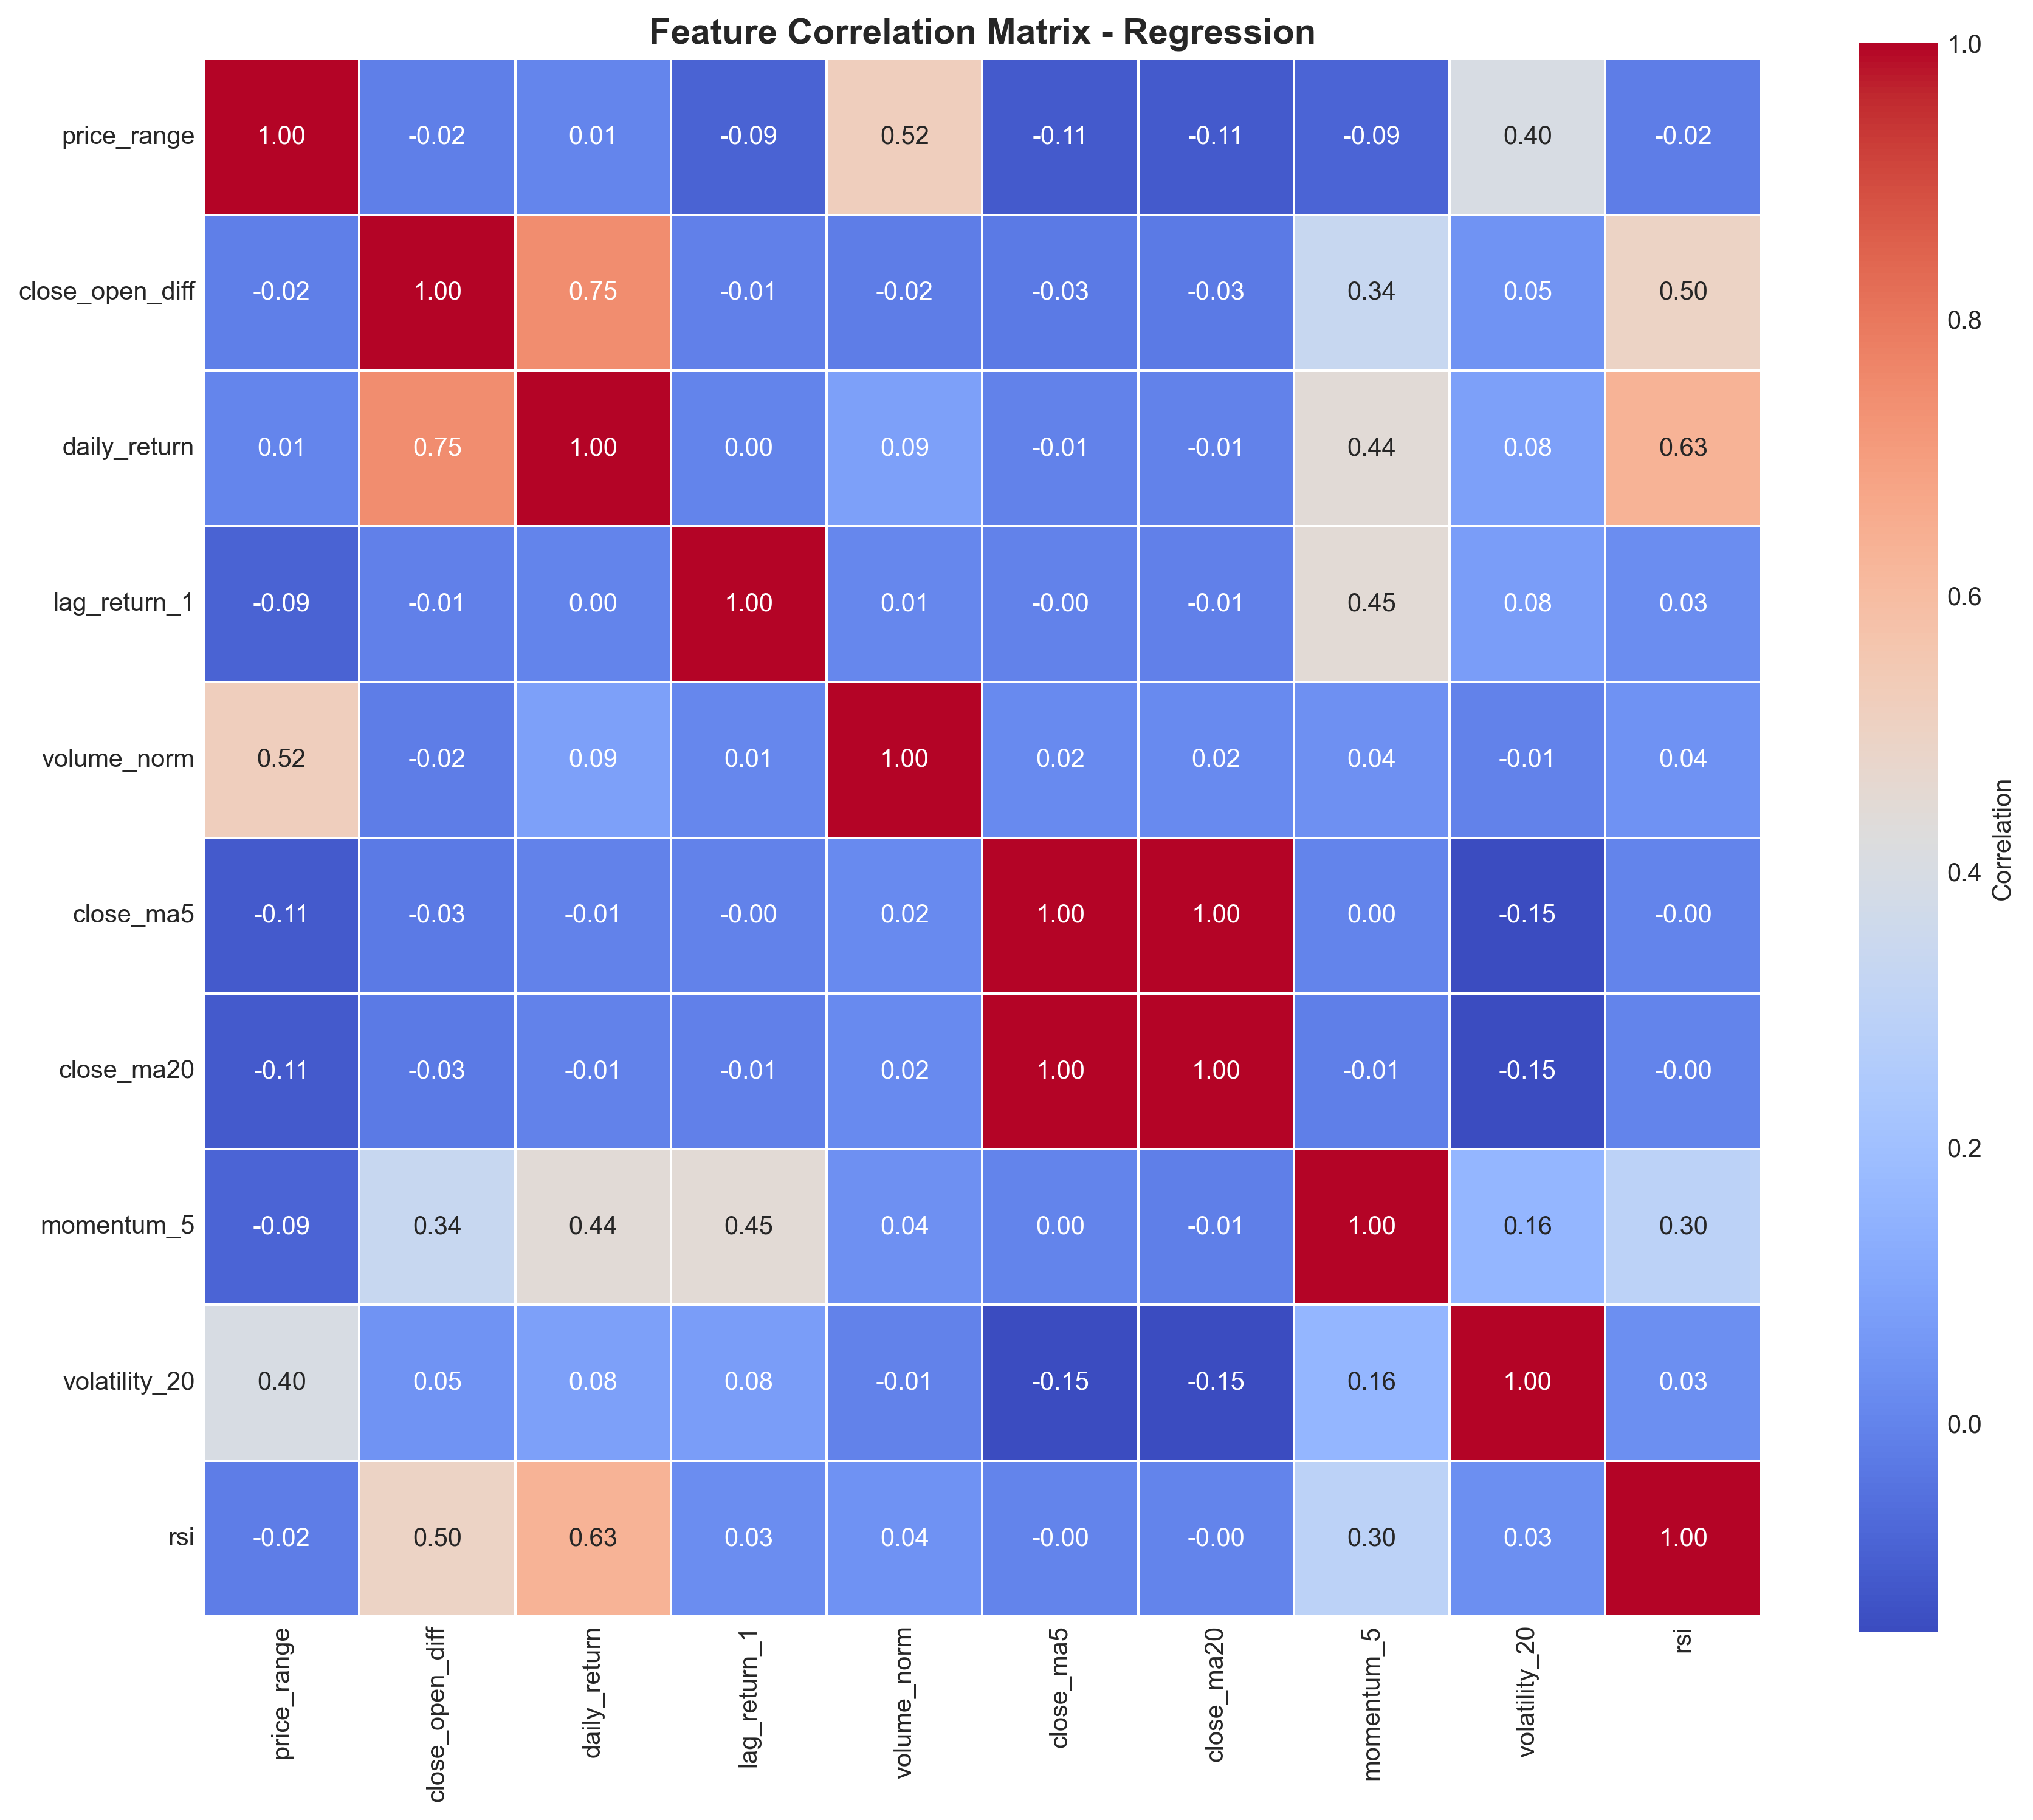 Feature Correlation Matrix - Regression
price_range 1.00 -0.02 0.01 -0.09 0.52 -0.11 -0.11 -0.09 0.40 -0.02
close_open_diff -0.02 1.00 0.75 -0.01 -0.02 -0.03 -0.03 0.34 0.05 0.50
daily_return 0.01 0.75 1.00 0.00 0.09 -0.01 -0.01 0.44 0.08 0.63
lag_return_1 -0.09 -0.01 0.00 1.00 0.01 -0.00 -0.01 0.45 0.08 0.03
volume_norm 0.52 -0.02 0.09 0.01 1.00 0.02 0.02 0.04 -0.01 0.04
close_ma5 -0.11 -0.03 -0.01 -0.00 0.02 1.00 1.00 0.00 -0.15 -0.00
close_ma20 -0.11 -0.03 -0.01 -0.01 0.02 1.00 1.00 -0.01 -0.15 -0.00
momentum_5 -0.09 0.34 0.44 0.45 0.04 0.00 -0.01 1.00 0.16 0.30
volatility_20 0.40 0.05 0.08 0.08 -0.01 -0.15 -0.15 0.16 1.00 0.03
rsi -0.02 0.50 0.63 0.03 0.04 -0.00 -0.00 0.30 0.03 1.00
price_range close_open_diff daily_return lag_return_1 volume_norm close_ma5 close_ma20 momentum_5 volatility_20 rsi
1.0
0.8
0.6
0.4
0.2
0.0
Correlation